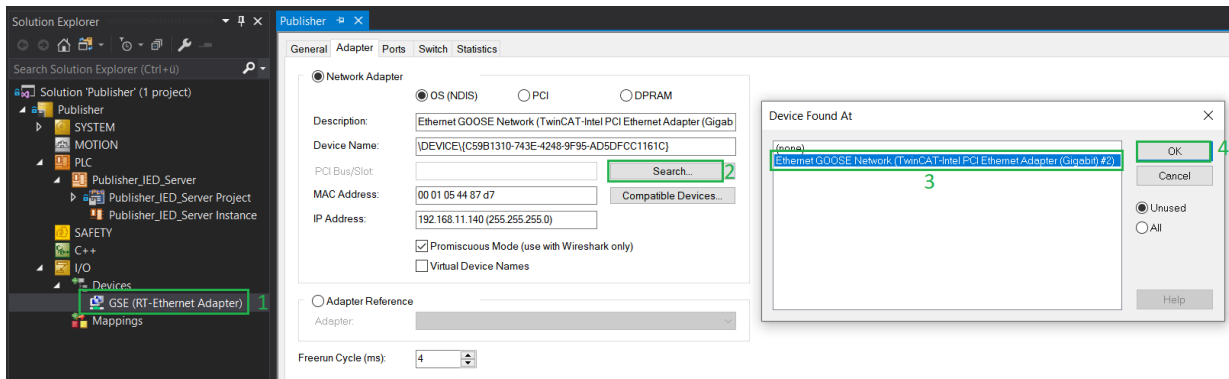 Solution Explorer
Search Solution Explorer (Ctrl+ü)
Solution 'Publisher' (1 project)
Publisher
SYSTEM
MOTION
PLC
Publisher_IED_Server
Publisher_IED_Server Project
Publisher_IED_Server Instance
SAFETY
C++
I/O
Devices
GSE (RT-Ethernet Adapter) 1
Mappings
Publisher
General Adapter Ports Switch Statistics
Network Adapter
OS (NDIS) PCI DPRAM
Description: Ethernet GOOSE Network (TwinCAT-Intel PCI Ethernet Adapter (Gigab
Device Name: \DEVICE\{C59B1310-743E-4248-9F95-AD5DFCC1161C}
PCI Bus/Slot: Search... 2
MAC Address: 00 01 05 44 87 d7 Compatible Devices...
IP Address: 192.168.11.140 (255.255.255.0)
Promiscuous Mode (use with Wireshark only)
Virtual Device Names
Adapter Reference
Adapter:
Freerun Cycle (ms): 4
Device Found At
(none)
Ethernet GOOSE Network (TwinCAT-Intel PCI Ethernet Adapter (Gigabit) #2)
3
OK 4
Cancel
Unused
All
Help